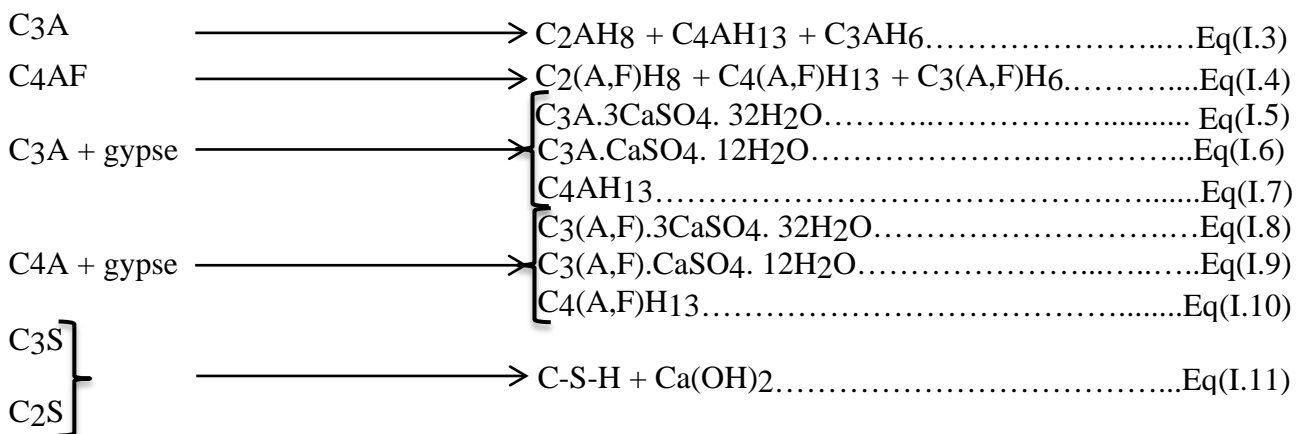 C3A C2AH8 + C4AH13 + C3AH6…………………..…Eq(I.3)
C4AF C2(A,F)H8 + C4(A,F)H13 + C3(A,F)H6.………....Eq(I.4)
C3A.3CaSO4. 32H2O………..………………...……........... Eq(I.5)
C3A + gypse C3A.CaSO4. 12H2O……………………………...…...Eq(I.6)
C4AH13…………………………………………….......Eq(I.7)
C3(A,F).3CaSO4. 32H2O……………………………Eq(I.8)
C4A + gypse C3(A,F).CaSO4. 12H2O……………………...…..…..Eq(I.9)
C4(A,F)H13……………………………………........Eq(I.10)
C3S
C-S-H + Ca(OH)2…………………………………...Eq(I.11)
C2S